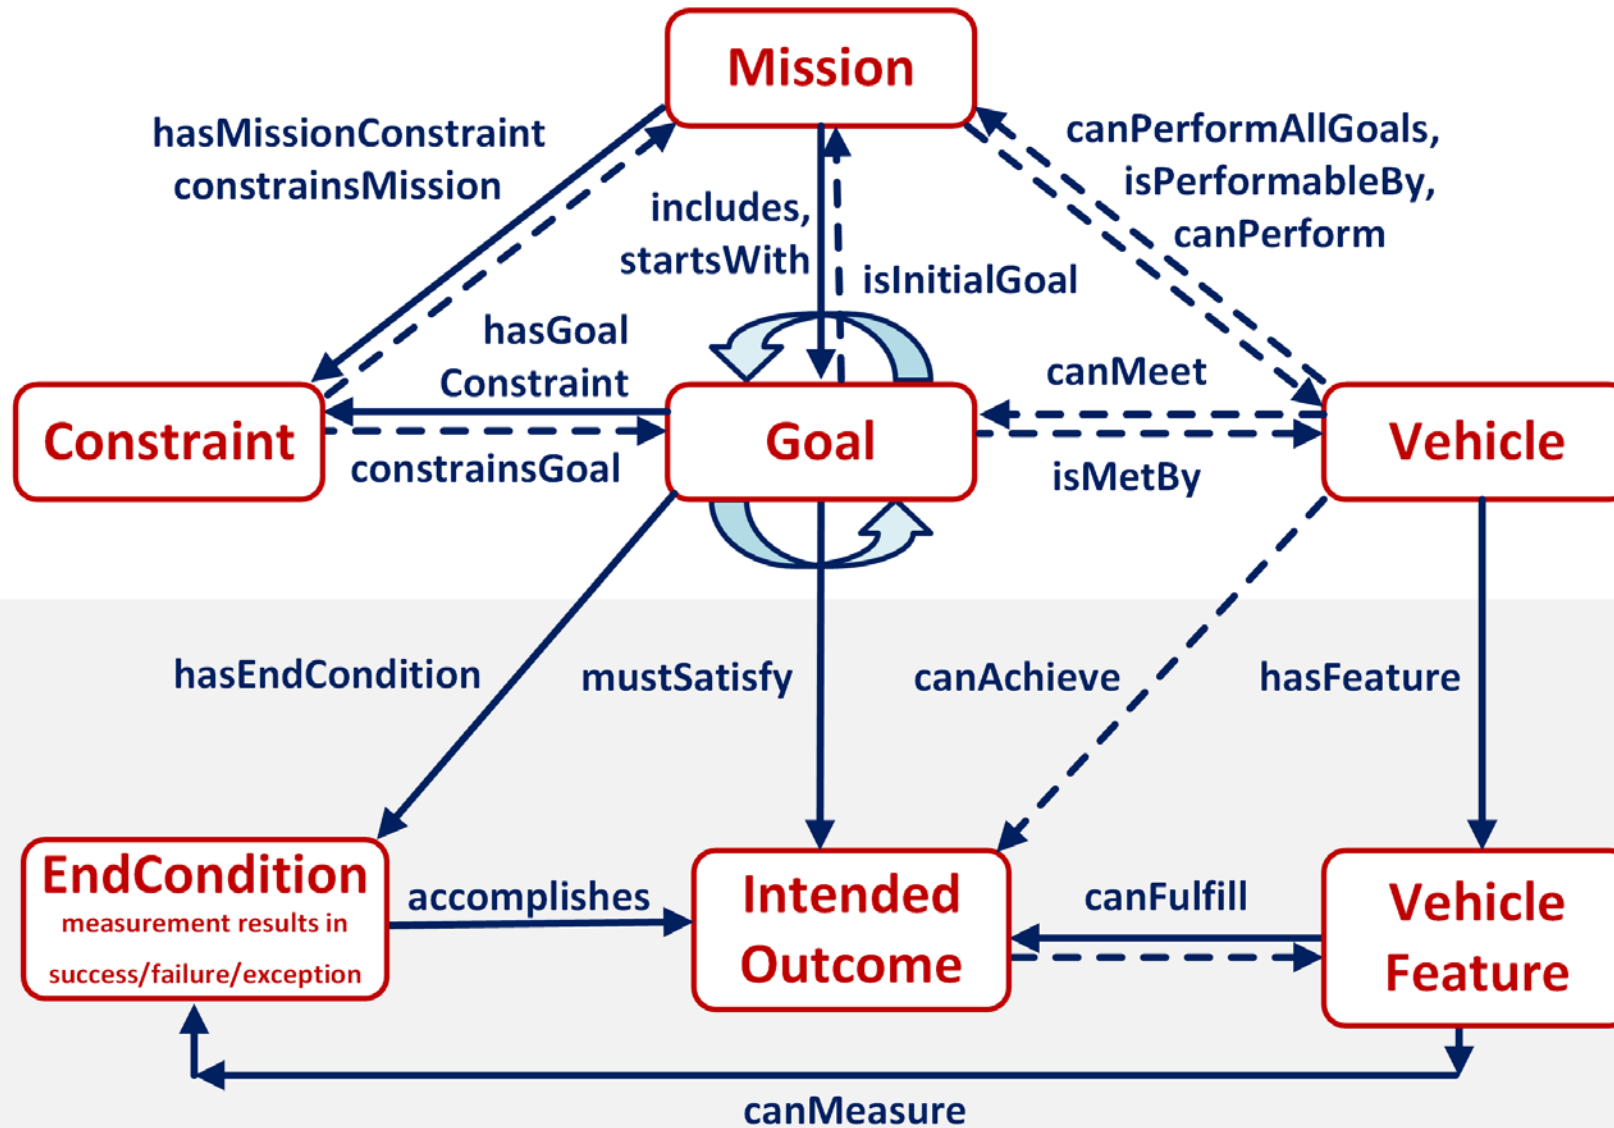 Mission
hasMissionConstraint
constrainsMission
canPerformAllGoals,
isPerformableBy,
canPerform
includes,
startsWith
isInitialGoal
hasGoal
Constraint
canMeet
Constraint
Goal
Vehicle
constrainsGoal
isMetBy
hasEndCondition
mustSatisfy
canAchieve
hasFeature
EndCondition
measurement results in
success/failure/exception
accomplishes
Intended
Outcome
canFulfill
Vehicle
Feature
canMeasure